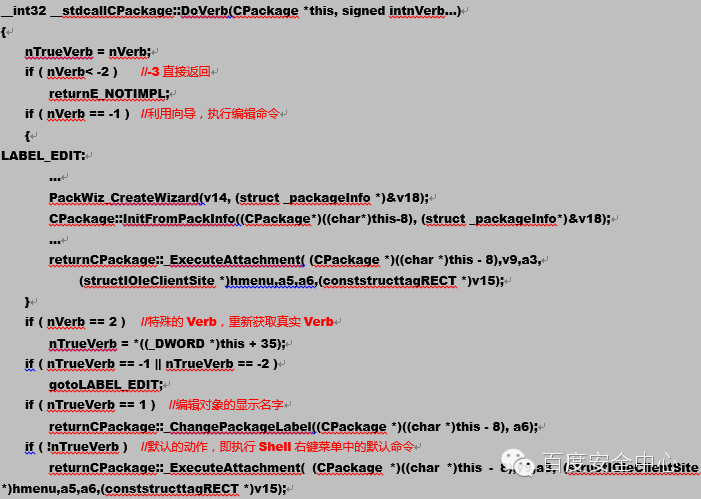 __int32 __stdcallCPackage::DoVerb(CPackage *this, signed intnVerb...)
{
nTrueVerb = nVerb;
if ( nVerb< -2 ) //-3 直接返回
returnE_NOTIMPL;
if ( nVerb == -1 ) //利用向导，执行编辑命令
{
LABEL_EDIT:
...
PackWiz_CreateWizard(v14, (struct _packageInfo *)&v18);
CPackage::InitFromPackInfo((CPackage*)((char*)this-8), (struct _packageInfo*)&v18);
...
returnCPackage::_ExecuteAttachment( (CPackage *)((char *)this - 8),v9,a3,
(structIOleClientSite *)hmenu,a5,a6,(conststructtagRECT *)v15);
}
if ( nVerb == 2 ) //特殊的 Verb，重新获取真实 Verb
nTrueVerb = *((_DWORD *)this + 35);
if ( nTrueVerb == -1 || nTrueVerb == -2 )
gotoLABEL_EDIT;
if ( nTrueVerb == 1 ) //编辑对象的显示名字
returnCPackage::_ChangePackageLabel((CPackage *)((char *)this - 8), a6);
if ( !nTrueVerb ) //默认的动作，即执行 Shell 右键菜单中的默认命令
returnCPackage::_ExecuteAttachment( (CPackage *)((char *)this - (structIOleClientSite
*)hmenu,a5,a6,(conststructtagRECT *)v15);
百度安全中心